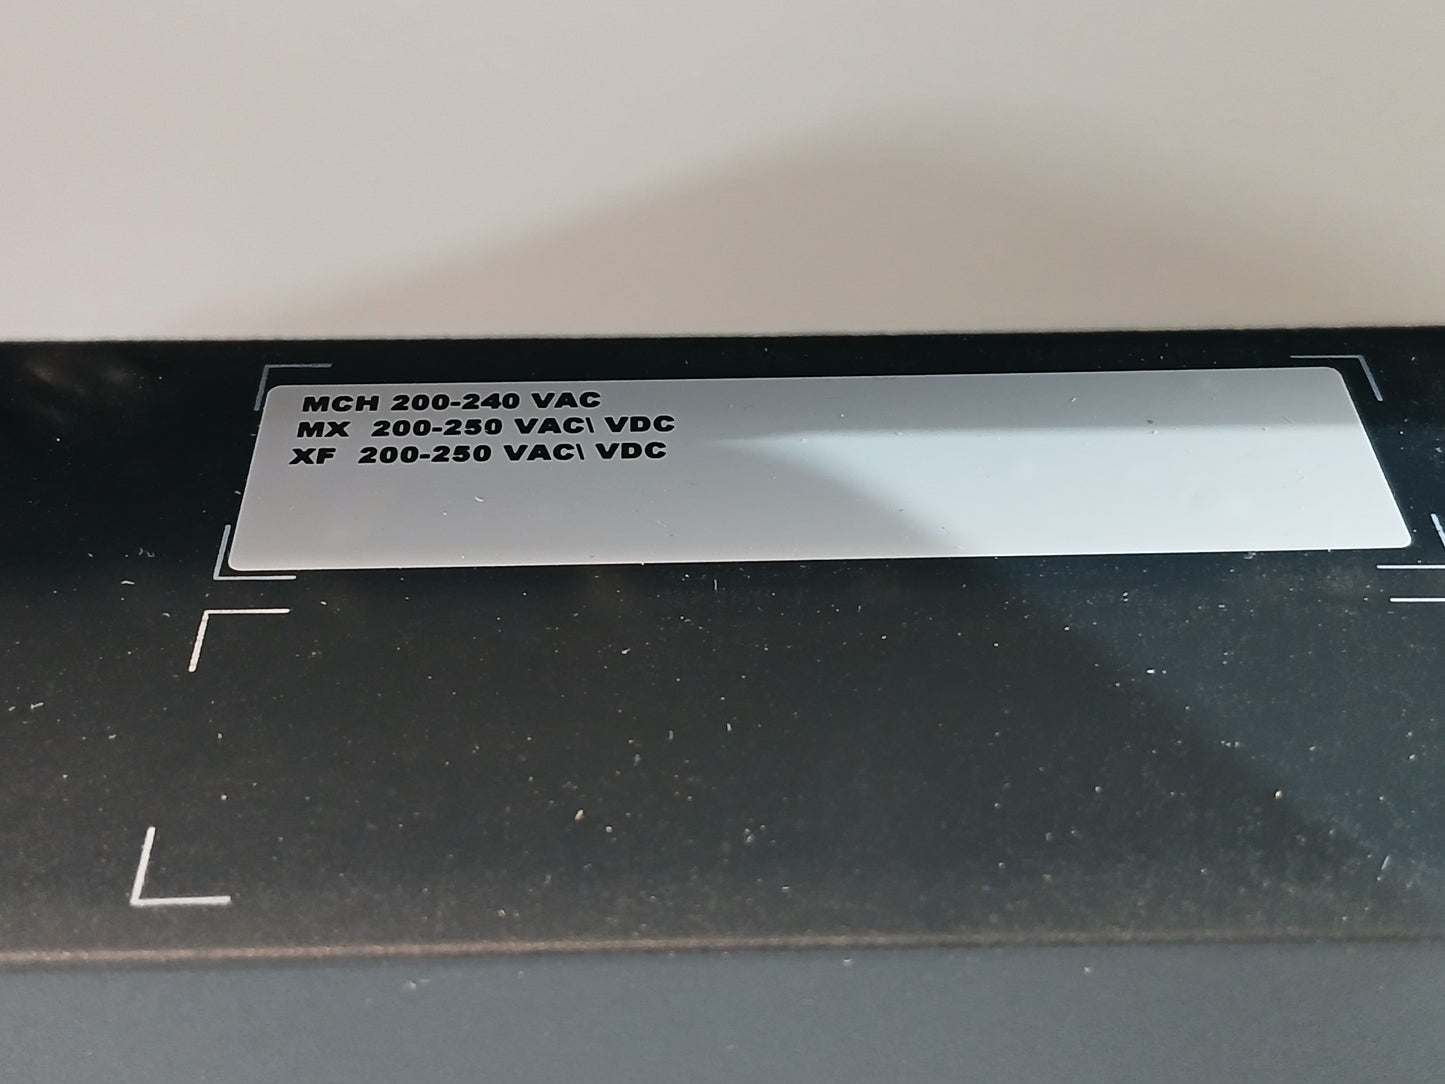 MCH 200-240 VAC
MX 200-250 VAC\ VDC
XF 200-250 VAC\ VDC